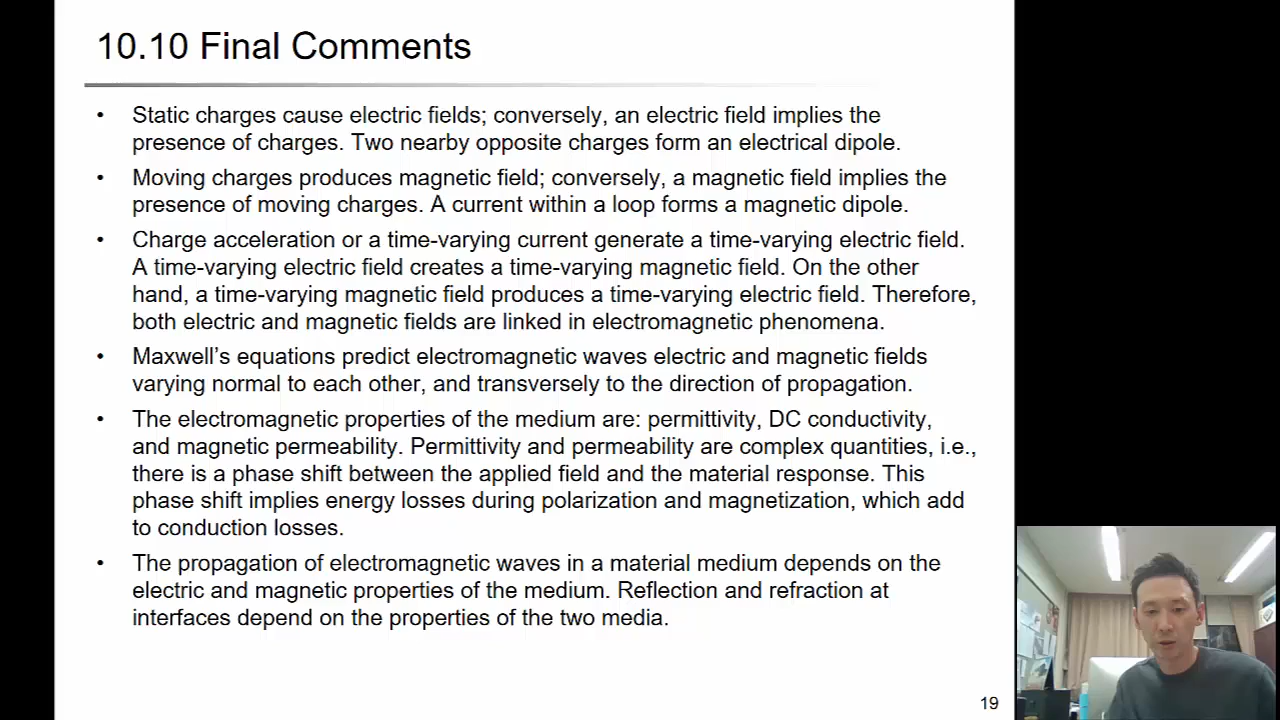 10.10 Final Comments
• Static charges cause electric fields; conversely, an electric field implies the
presence of charges. Two nearby opposite charges form an electrical dipole.
• Moving charges produces magnetic field; conversely, a magnetic field implies the
presence of moving charges. A current within a loop forms a magnetic dipole.
• Charge acceleration or a time-varying current generate a time-varying electric field.
A time-varying electric field creates a time-varying magnetic field. On the other
hand, a time-varying magnetic field produces a time-varying electric field. Therefore,
both electric and magnetic fields are linked in electromagnetic phenomena.
• Maxwell’s equations predict electromagnetic waves electric and magnetic fields
varying normal to each other, and transversely to the direction of propagation.
• The electromagnetic properties of the medium are: permittivity, DC conductivity,
and magnetic permeability. Permittivity and permeability are complex quantities, i.e.,
there is a phase shift between the applied field and the material response. This
phase shift implies energy losses during polarization and magnetization, which add
to conduction losses.
• The propagation of electromagnetic waves in a material medium depends on the
electric and magnetic properties of the medium. Reflection and refraction at
interfaces depend on the properties of the two media.
19